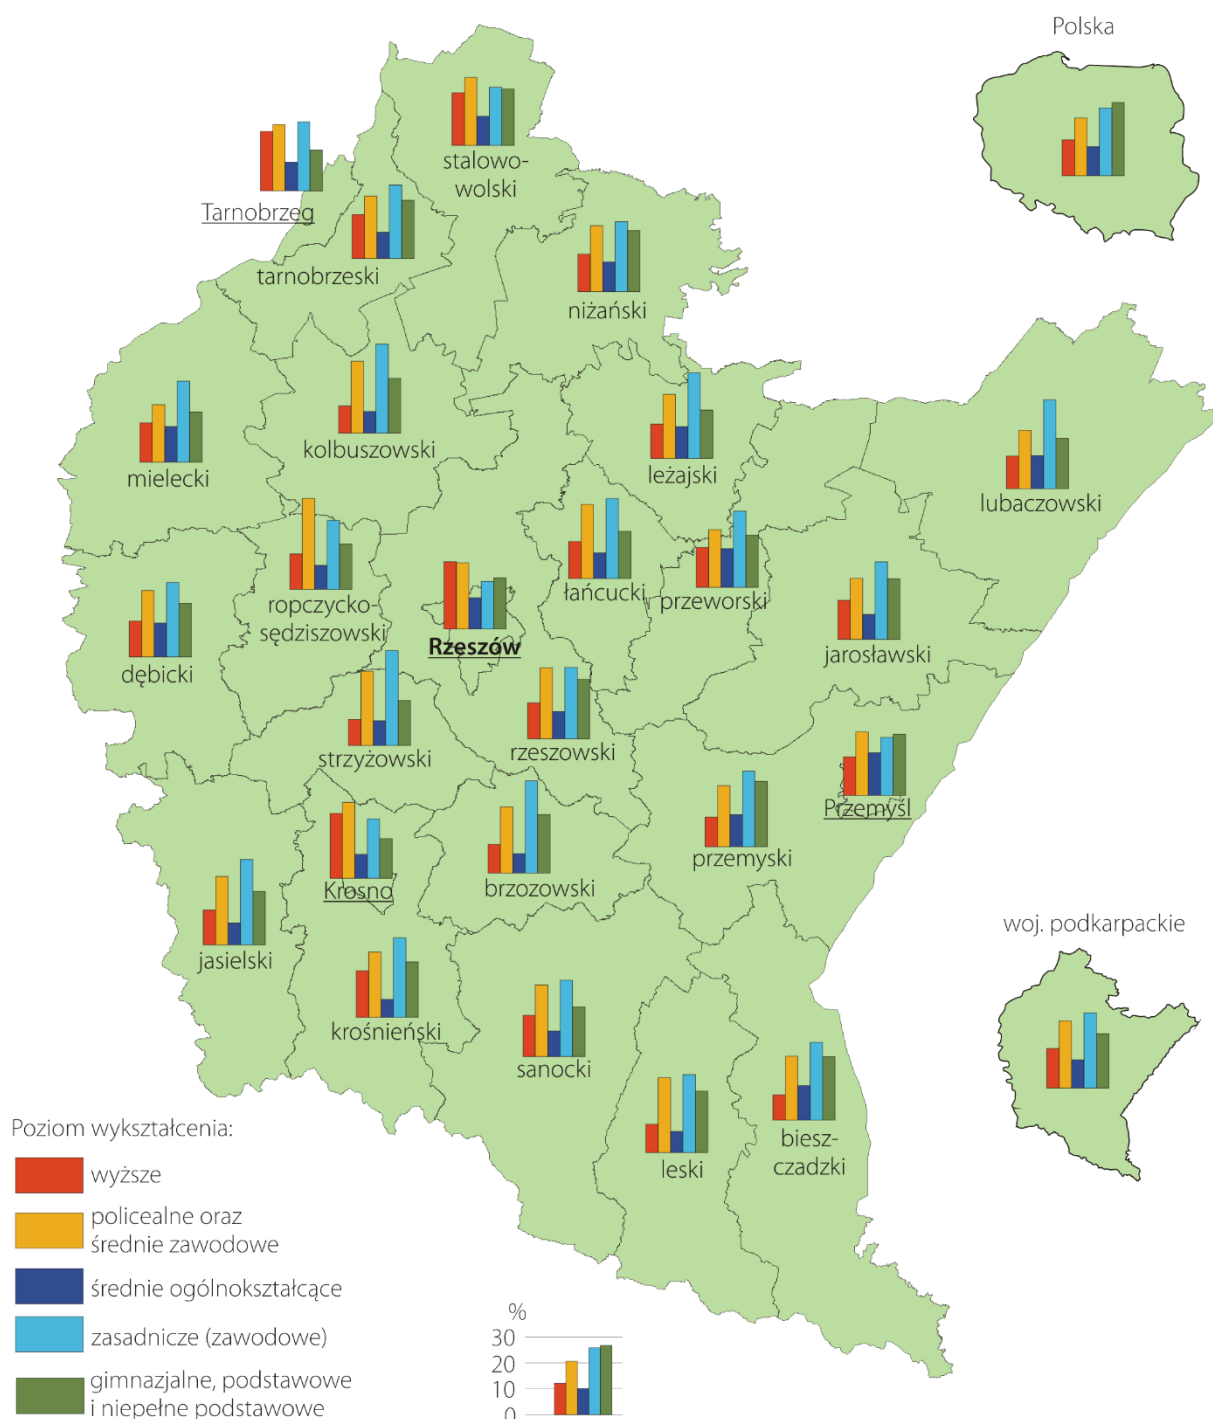 Polska
stalowo-
wolski
Tarnobrzeg
tarnobrzeski
niżański
kolbuszowski
mielecki
leżajski
lubaczowski
ropczycko-
sędziszowski
łańcucki
przeworski
Rzeszów
dębicki
jarosławski
strzyżowski
rzeszowski
Przemyśl
przemyski
Krosno
brzozowski
jasielski
krośnieński
sanocki
woj. podkarpackie
leski
biesz-
czadzki
Poziom wykształcenia:
wyższe
policealne oraz
średnie zawodowe
średnie ogólnokształcące
zasadnicze (zawodowe)
gimnazjalne, podstawowe
i niepełne podstawowe
%
30
20
10
0